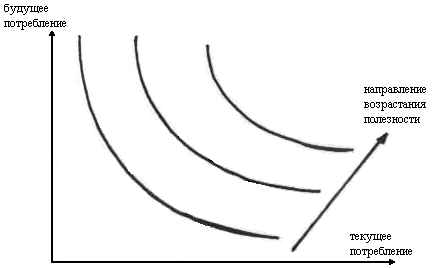 будущее
потребление
направление
возрастания
полезности
текущее
потребление